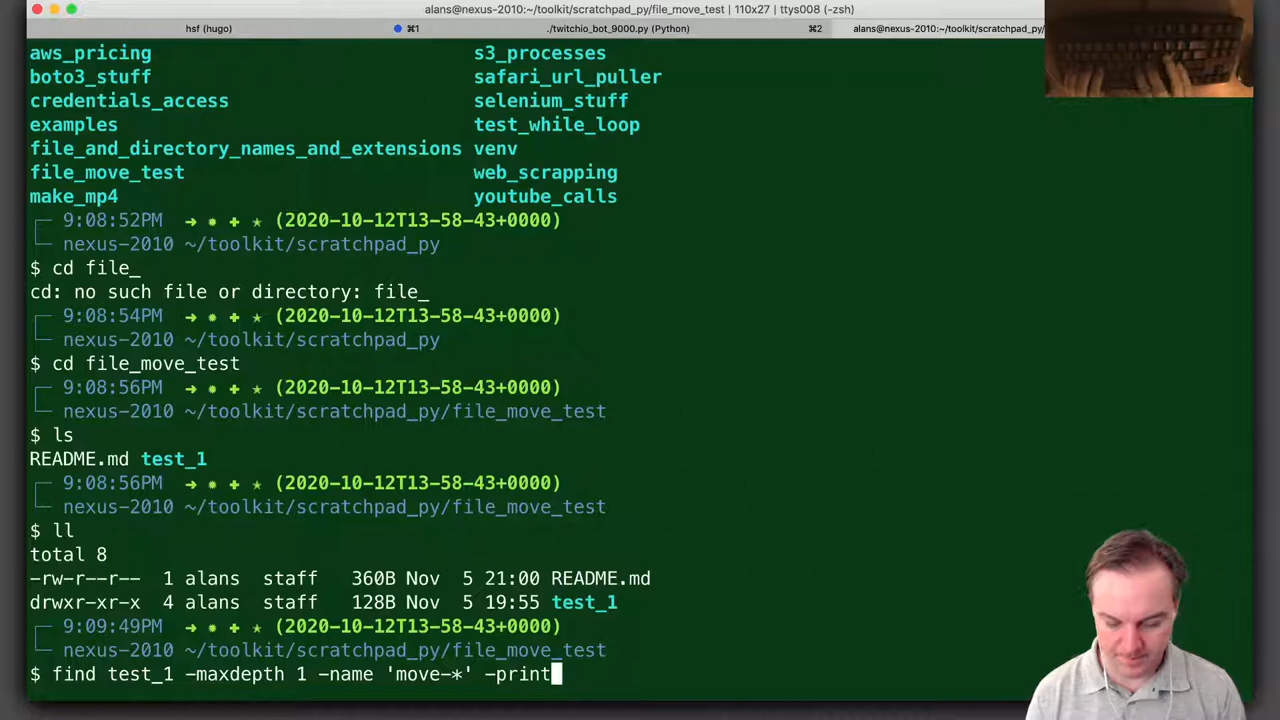 alans@nexus-2010:~/toolkit/scratchpad_py/file_move_test | 110x27 | ttys008 (-zsh)
hsf (hugo) ⌘1 ./twitchio_bot_9000.py (Python) ⌘2 alans@nexus-2010:~/toolkit/scratchpad_py/
aws_pricing s3_processes
boto3_stuff safari_url_puller
credentials_access selenium_stuff
examples test_while_loop
file_and_directory_names_and_extensions venv
file_move_test web_scrapping
make_mp4 youtube_calls
┌─ 9:08:52PM ➜ ✹ ✚ ★ (2020-10-12T13-58-43+0000)
└─ nexus-2010 ~/toolkit/scratchpad_py
$ cd file_
cd: no such file or directory: file_
┌─ 9:08:54PM ➜ ✹ ✚ ★ (2020-10-12T13-58-43+0000)
└─ nexus-2010 ~/toolkit/scratchpad_py
$ cd file_move_test
┌─ 9:08:56PM ➜ ✹ ✚ ★ (2020-10-12T13-58-43+0000)
└─ nexus-2010 ~/toolkit/scratchpad_py/file_move_test
$ ls
README.md test_1
┌─ 9:08:56PM ➜ ✹ ✚ ★ (2020-10-12T13-58-43+0000)
└─ nexus-2010 ~/toolkit/scratchpad_py/file_move_test
$ ll
total 8
-rw-r--r-- 1 alans staff 360B Nov 5 21:00 README.md
drwxr-xr-x 4 alans staff 128B Nov 5 19:55 test_1
┌─ 9:09:49PM ➜ ✹ ✚ ★ (2020-10-12T13-58-43+0000)
└─ nexus-2010 ~/toolkit/scratchpad_py/file_move_test
$ find test_1 -maxdepth 1 -name 'move-*' -print